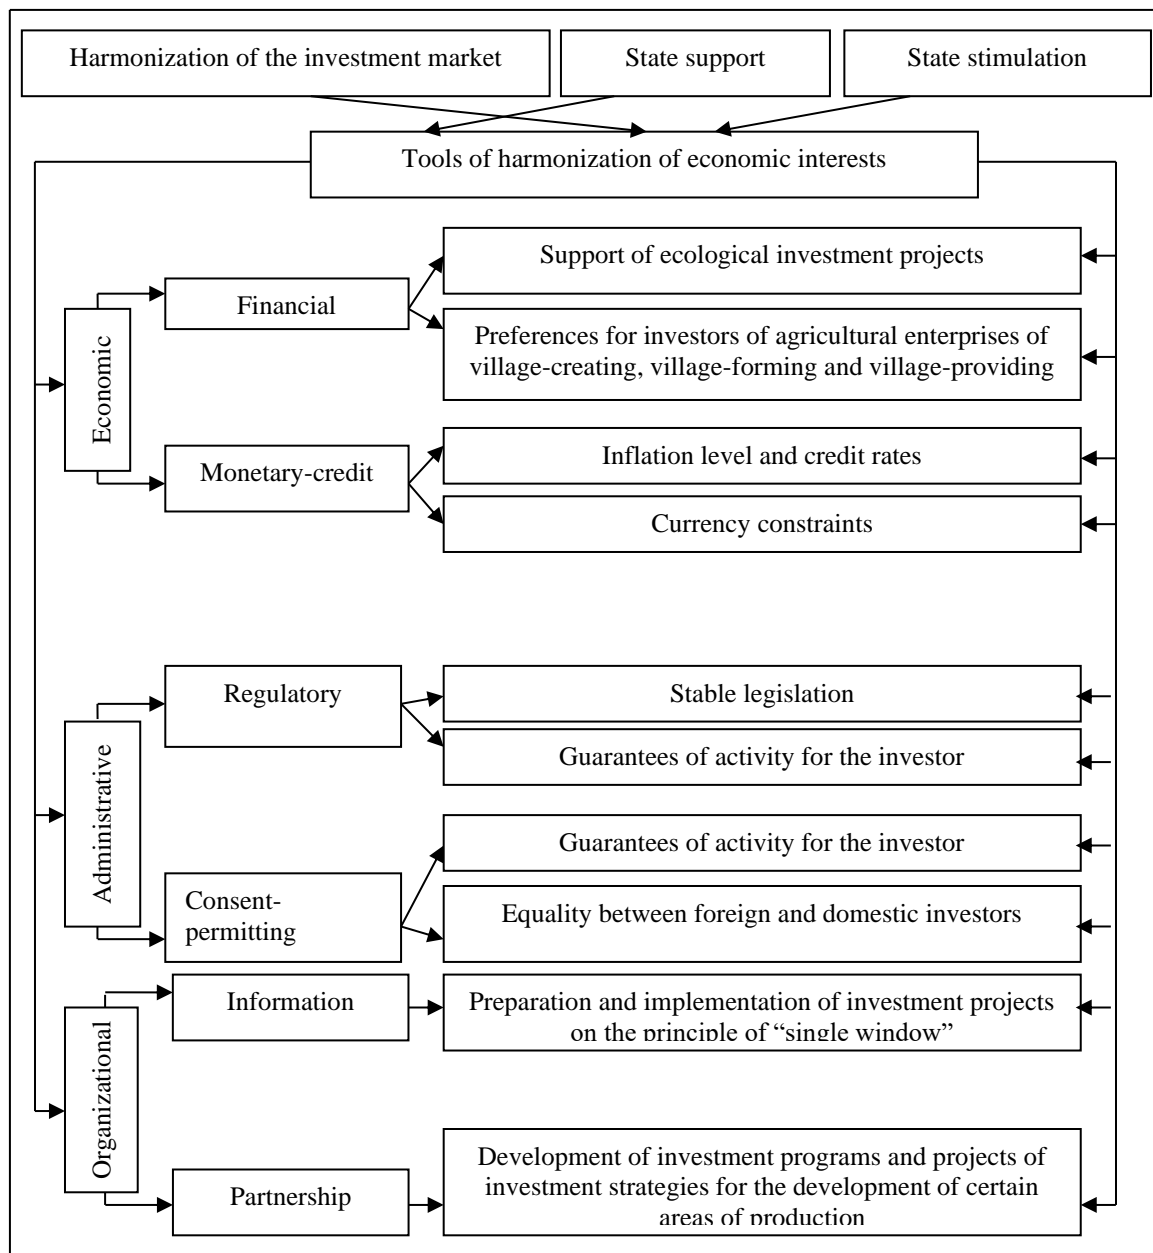 Harmonization of the investment market
State support
State stimulation
Tools of harmonization of economic interests
Economic
Financial
Support of ecological investment projects
Preferences for investors of agricultural enterprises of
village-creating, village-forming and village-providing
Monetary-credit
Inflation level and credit rates
Currency constraints
Administrative
Regulatory
Stable legislation
Guarantees of activity for the investor
Consent-
permitting
Guarantees of activity for the investor
Equality between foreign and domestic investors
Organizational
Information
Preparation and implementation of investment projects
on the principle of “single window”
Partnership
Development of investment programs and projects of
investment strategies for the development of certain
areas of production